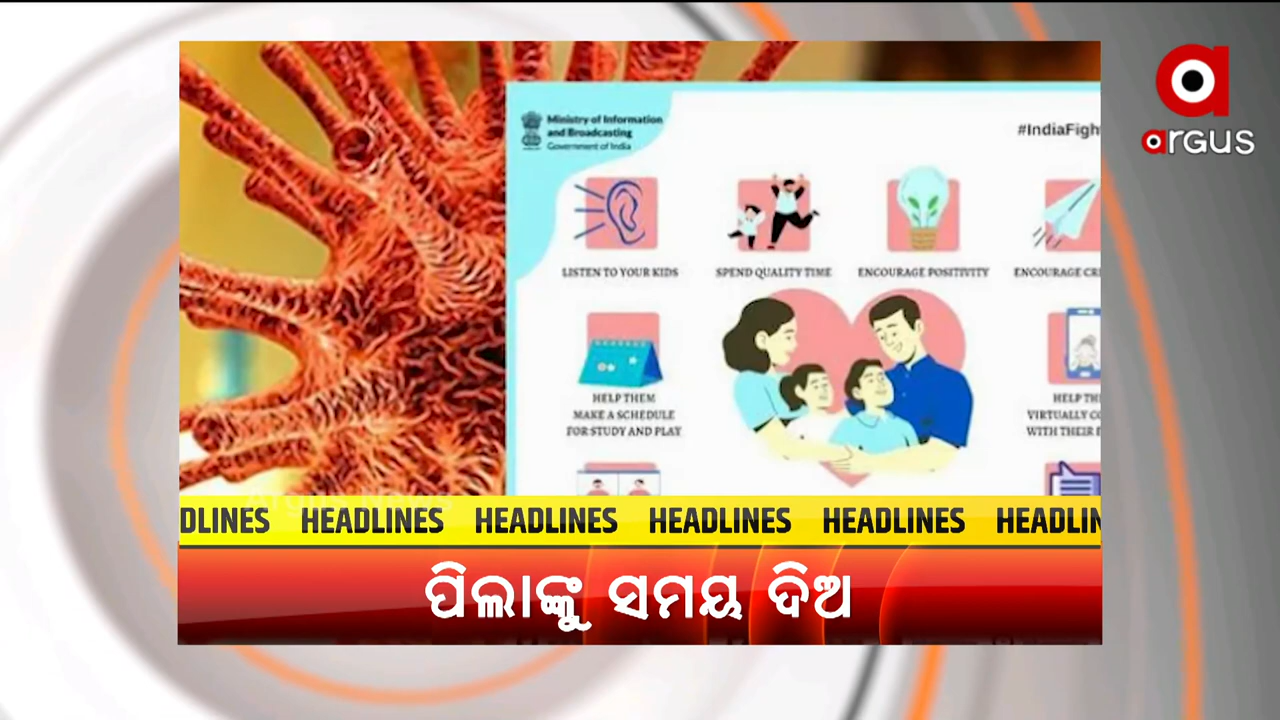 Ministry of Information
and Broadcasting
Government of India
#IndiaFigh
argus
LISTEN TO YOUR KIDS
SPEND QUALITY TIME
ENCOURAGE POSITIVITY
ENCOURAGE
HELP THEM
MAKE A SCHEDULE
FOR STUDY AND PLAY
HELP
VIRTUALLY
WITH THEIR
Argus News
DLINES HEADLINES HEADLINES HEADLINES HEADLINES HEADLIN
ପିଲାଙ୍କୁ ସମୟ ଦିଅ